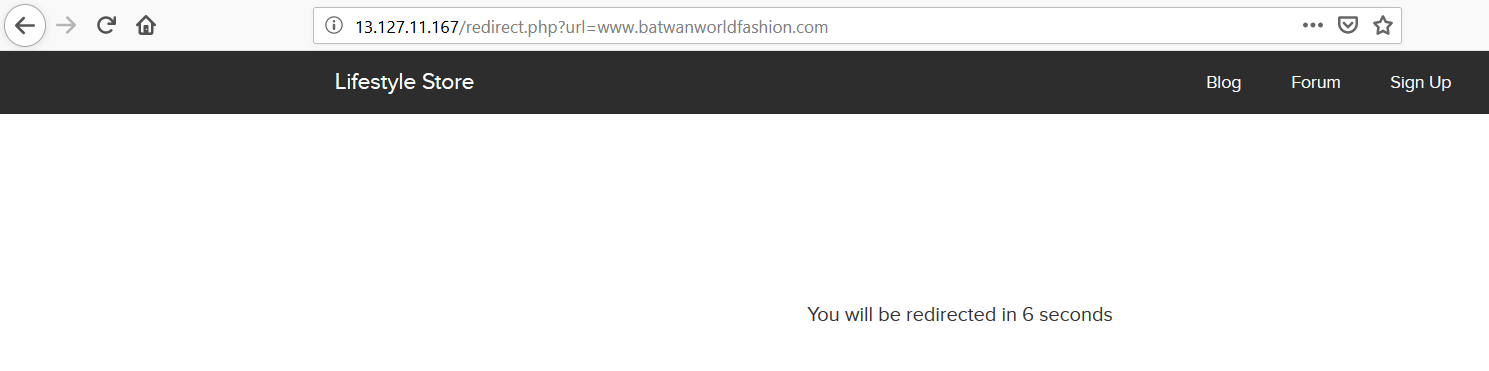 13.127.11.167/redirect.php?url=www.batwanworldfashion.com
Lifestyle Store Blog Forum Sign Up
You will be redirected in 6 seconds